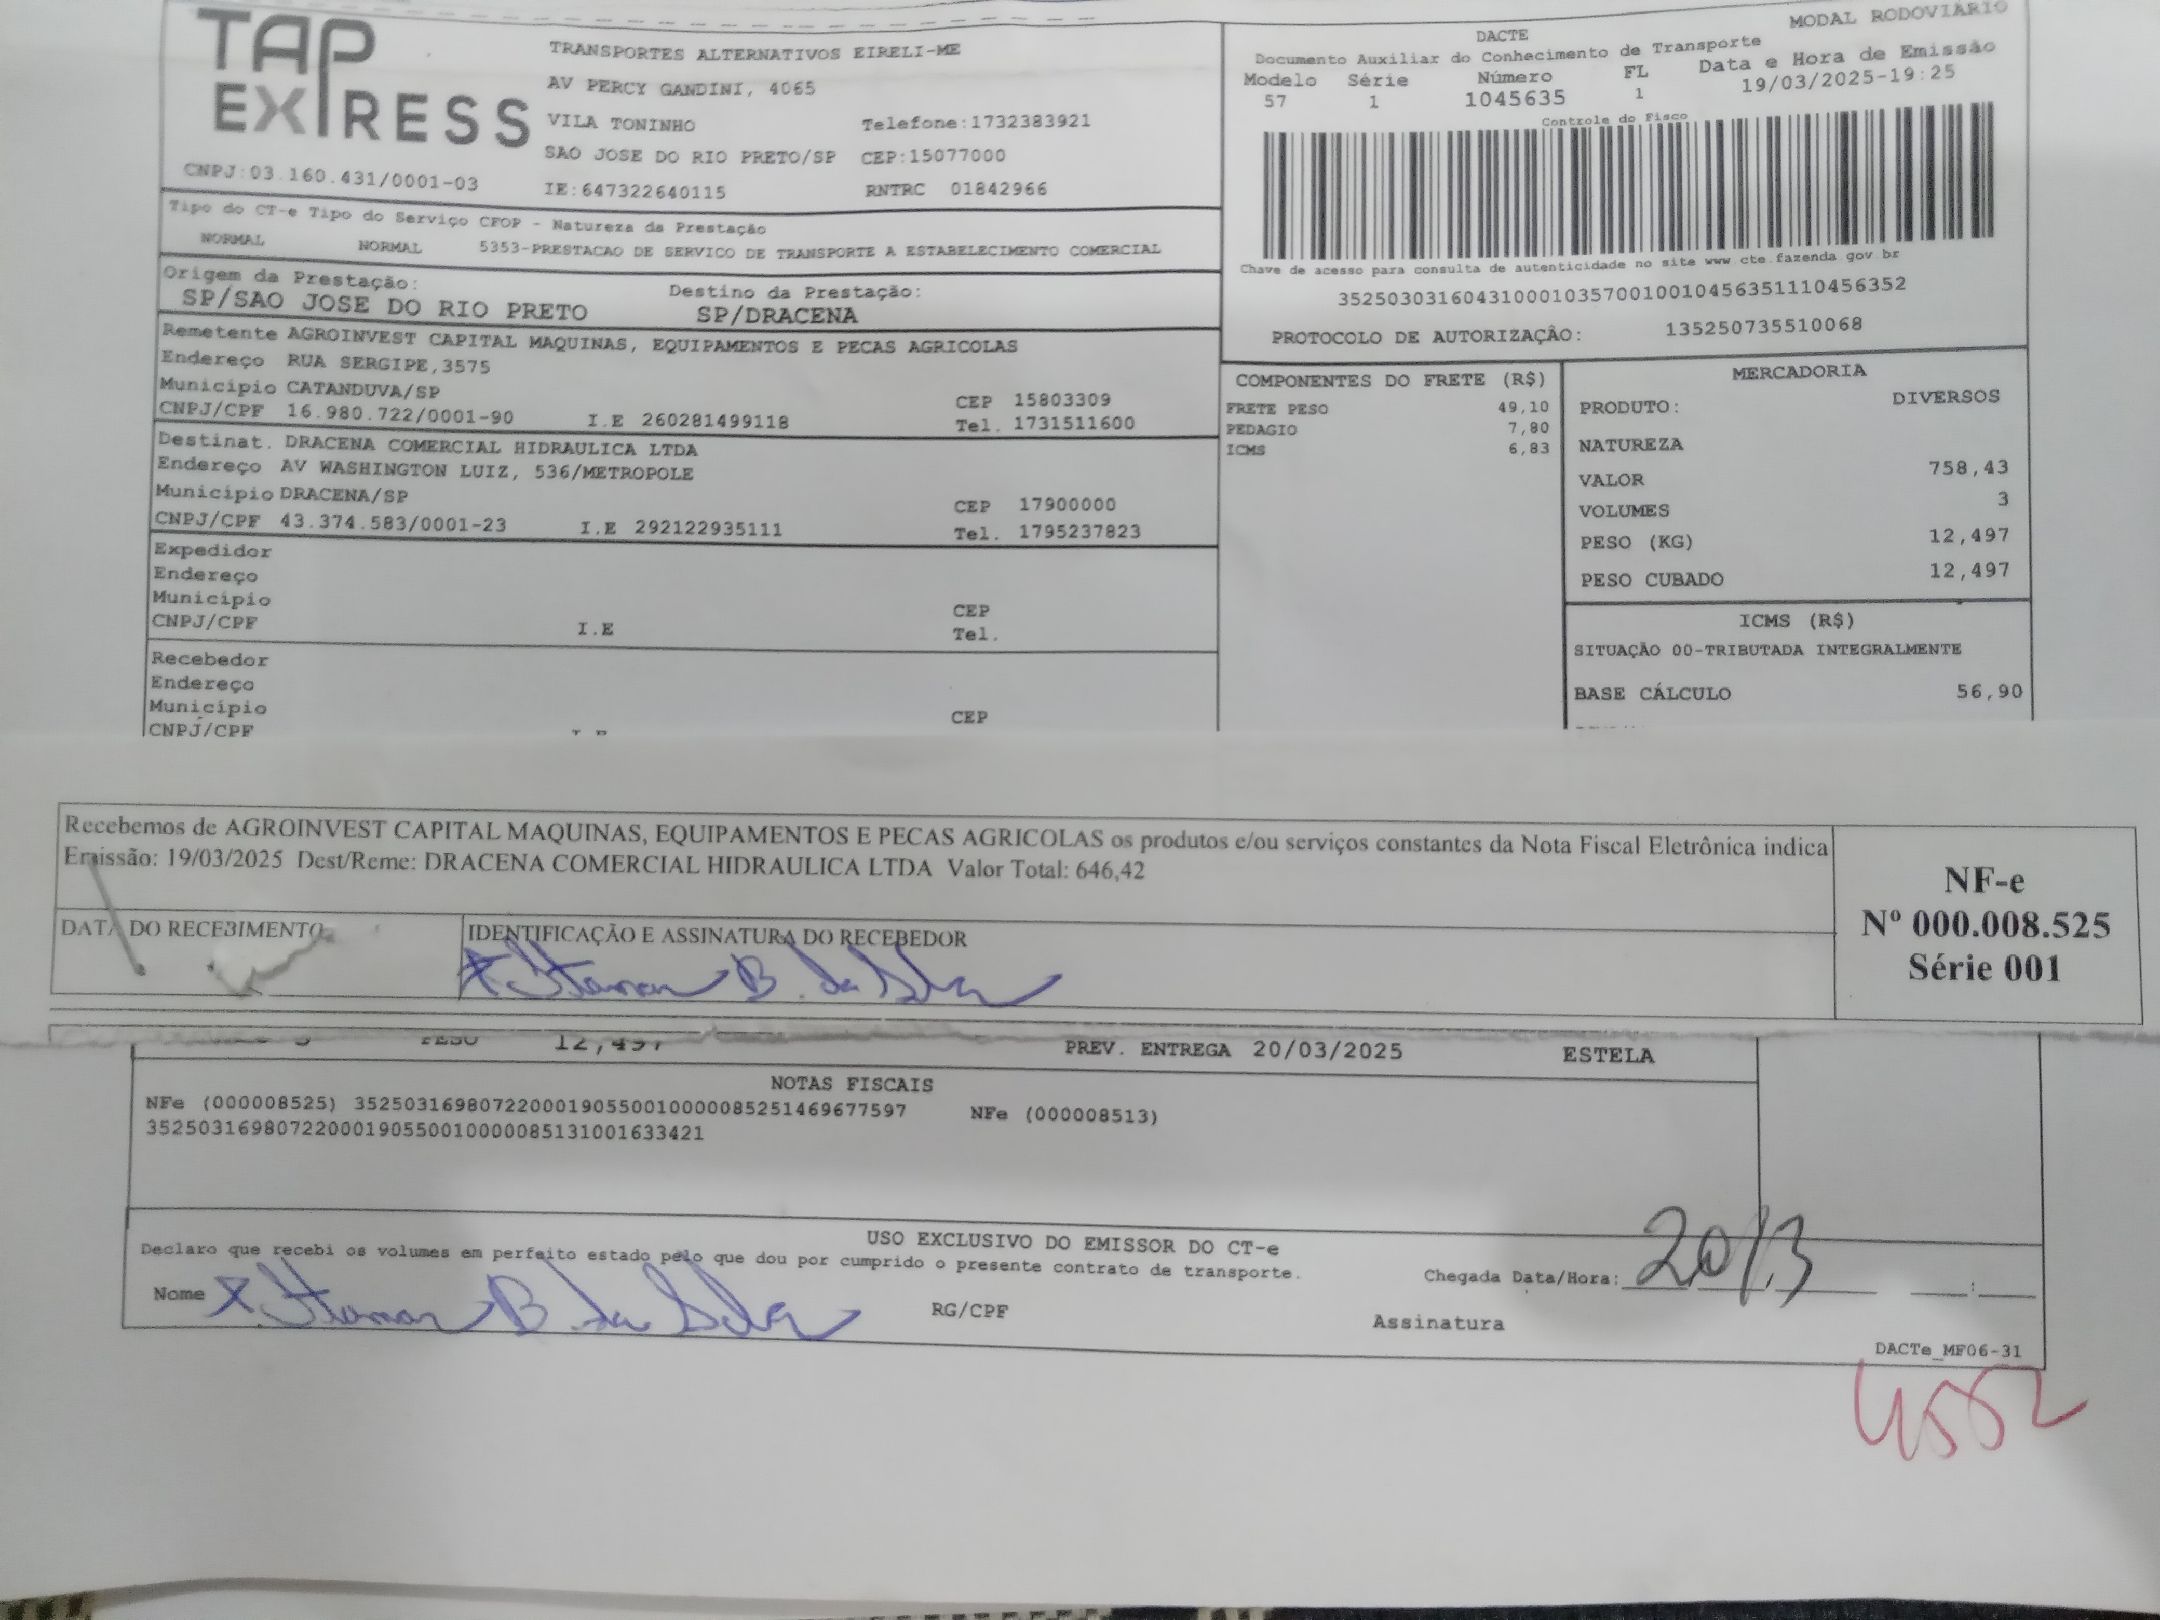 TAP EXPRESS
TRANSPORTES ALTERNATIVOS EIRELI-ME
AV PERCY GANDINI, 4065
VILA TONINHO Telefone:1732383921
SAO JOSE DO RIO PRETO/SP CEP:15077000
CNPJ:03.160.431/0001-03 IE:647322640115 RNTRC 01842966
Tipo do CT-e Tipo do Serviço CFOP - Natureza da Prestação
NORMAL NORMAL 5353-PRESTACAO DE SERVICO DE TRANSPORTE A ESTABELECIMENTO COMERCIAL
Origem da Prestação: Destino da Prestação:
SP/SAO JOSE DO RIO PRETO SP/DRACENA
Remetente AGROINVEST CAPITAL MAQUINAS, EQUIPAMENTOS E PECAS AGRICOLAS
Endereço RUA SERGIPE,3575
Município CATANDUVA/SP CEP 15803309
CNPJ/CPF 16.980.722/0001-90 I.E 260281499118 Tel. 1731511600
Destinat. DRACENA COMERCIAL HIDRAULICA LTDA
Endereço AV WASHINGTON LUIZ, 536/METROPOLE
Município DRACENA/SP CEP 17900000
CNPJ/CPF 43.374.583/0001-23 I.E 292122935111 Tel. 1795237823
Expedidor
Endereço
Município CEP
CNPJ/CPF I.E Tel.
Recebedor
Endereço
Município CEP
CNPJ/CPF
MODAL RODOVIÁRIO
DACTE
Documento Auxiliar do Conhecimento de Transporte
Modelo Série Número FL Data e Hora de Emissão
57 1 1045635 1 19/03/2025-19:25
Controle do Fisco
Chave de acesso para consulta de autenticidade no site www.cte.fazenda.gov.br
35250303160431000103570010010456351110456352
PROTOCOLO DE AUTORIZAÇÃO: 135250735510068
COMPONENTES DO FRETE (R$)
FRETE PESO 49,10
PEDAGIO 7,80
ICMS 6,83
MERCADORIA
PRODUTO: DIVERSOS
NATUREZA
VALOR 758,43
VOLUMES 3
PESO (KG) 12,497
PESO CUBADO 12,497
ICMS (R$)
SITUAÇÃO 00-TRIBUTADA INTEGRALMENTE
BASE CÁLCULO 56,90
Recebemos de AGROINVEST CAPITAL MAQUINAS, EQUIPAMENTOS E PECAS AGRICOLAS os produtos e/ou serviços constantes da Nota Fiscal Eletrônica indica
Emissão: 19/03/2025 Dest/Reme: DRACENA COMERCIAL HIDRAULICA LTDA Valor Total: 646,42
DATA DO RECEBIMENTO IDENTIFICAÇÃO E ASSINATURA DO RECEBEDOR
B. da Silva
NF-e
Nº 000.008.525
Série 001
PESO 12,497 PREV. ENTREGA 20/03/2025 ESTELA
NOTAS FISCAIS
NFe (000008525) 35250316980722000190550010000085251469677597 NFe (000008513)
35250316980722000190550010000085131001633421
USO EXCLUSIVO DO EMISSOR DO CT-e
Declaro que recebi os volumes em perfeito estado pelo que dou por cumprido o presente contrato de transporte.
Chegada Data/Hora: 20/3 :
Nome B. da Silva RG/CPF Assinatura
DACTe_MF06-31
4552